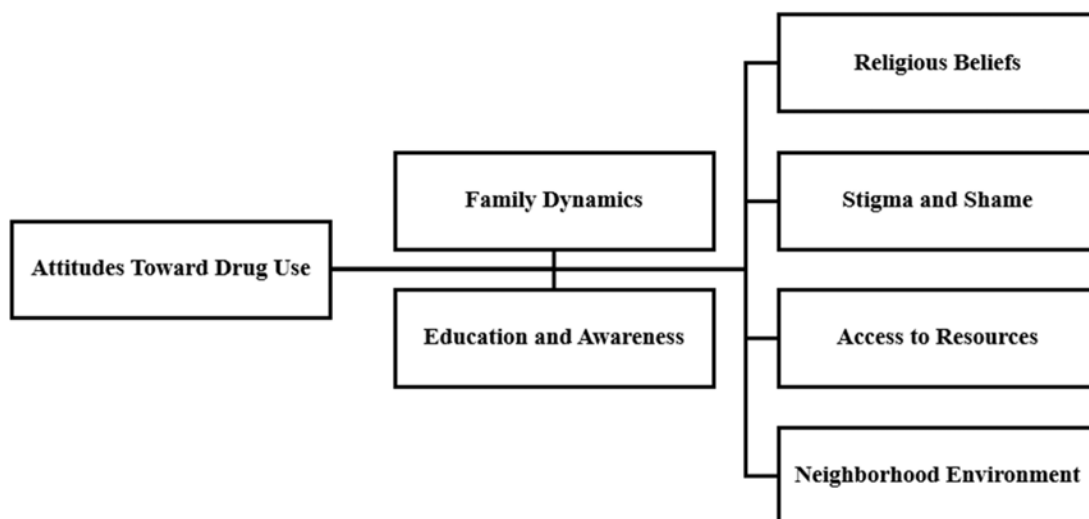 Religious Beliefs
Family Dynamics
Stigma and Shame
Attitudes Toward Drug Use
Education and Awareness
Access to Resources
Neighborhood Environment